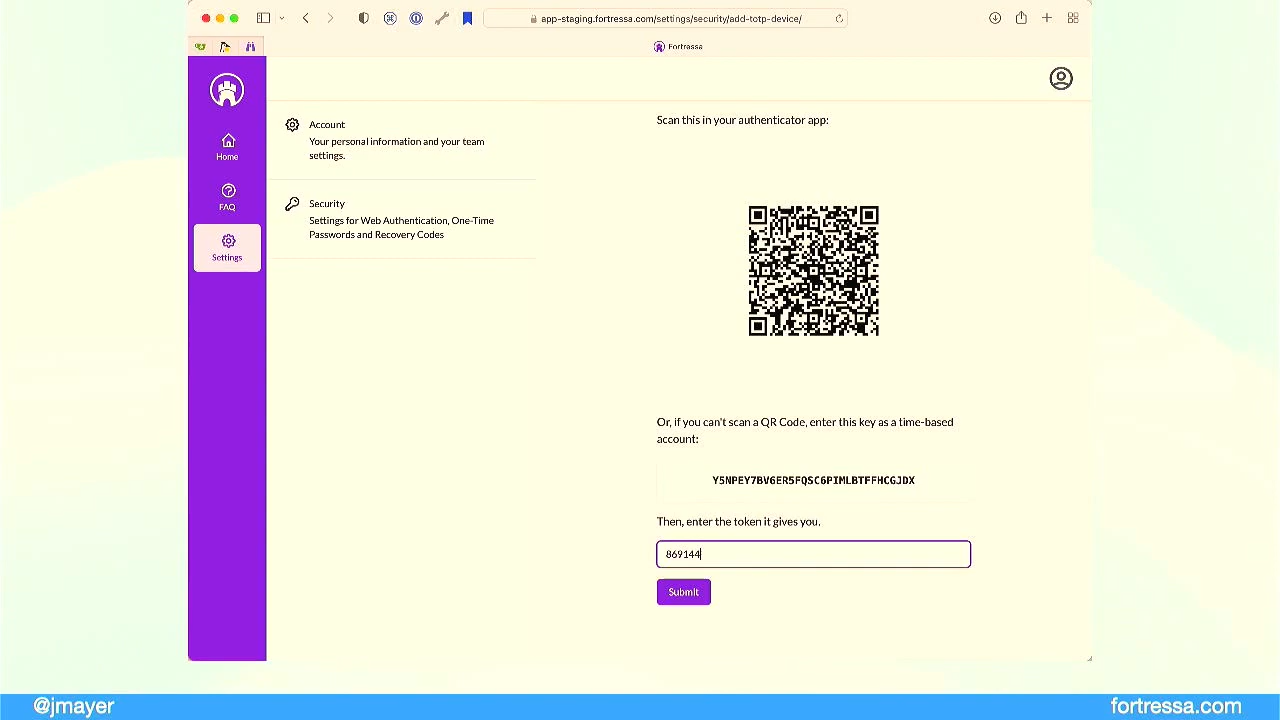 app-staging.fortressa.com/settings/security/add-totp-device/
Fortressa
Home
FAQ
Settings
Account
Your personal information and your team
settings.
Security
Settings for Web Authentication, One-Time
Passwords and Recovery Codes
Scan this in your authenticator app:
Or, if you can't scan a QR Code, enter this key as a time-based
account:
Y5NPEY7BV6ER5FQSC6PIMLBTFFHCGJDX
Then, enter the token it gives you.
869144
Submit
@jmayer
fortressa.com